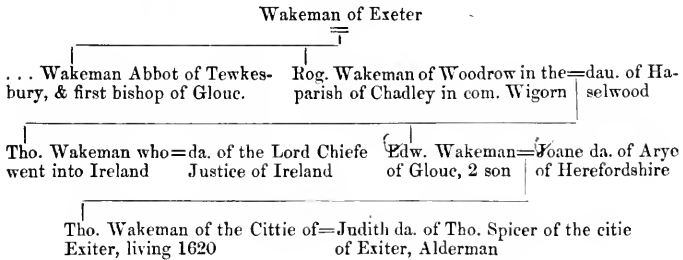 Wakeman of Exeter
. . . Wakeman Abbot of Tewkes-
bury, & first bishop of Glouc.
Rog. Wakeman of Woodrow in the=dau. of Ha-
parish of Chadley in com. Wigorn selwood
Tho. Wakeman who=da. of the Lord Chiefe
went into Ireland Justice of Ireland
Edw. Wakeman=Joane da. of Arye
of Glouc, 2 son of Herefordshire
Tho. Wakeman of the Cittie of=Judith da. of Tho. Spicer of the citie
Exiter, living 1620 of Exiter, Alderman